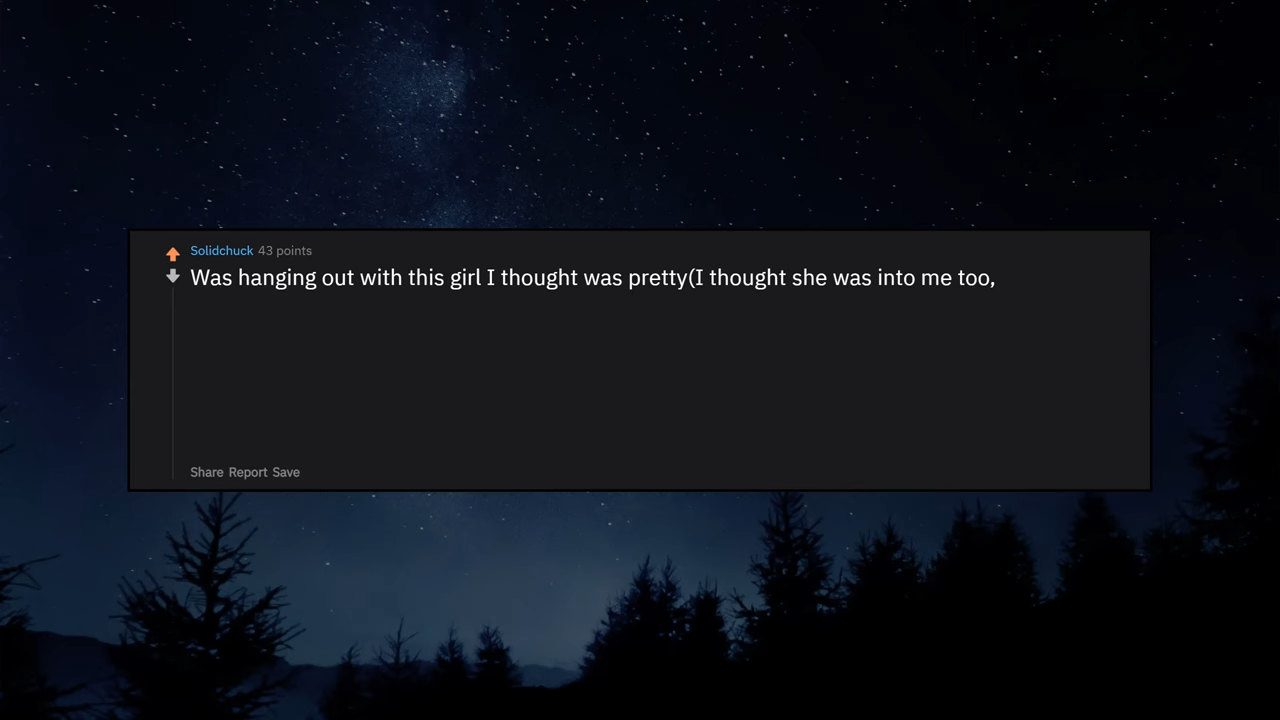 Solidchuck 43 points
Was hanging out with this girl I thought was pretty(I thought she was into me too,
Share Report Save